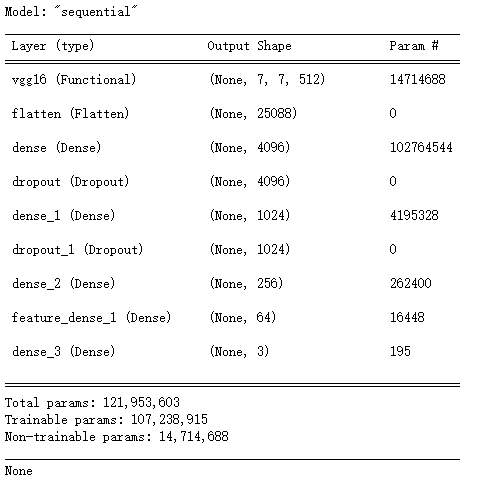 Model: "sequential"
Layer (type) Output Shape Param #
vgg16 (Functional) (None, 7, 7, 512) 14714688
flatten (Flatten) (None, 25088) 0
dense (Dense) (None, 4096) 102764544
dropout (Dropout) (None, 4096) 0
dense_1 (Dense) (None, 1024) 4195328
dropout_1 (Dropout) (None, 1024) 0
dense_2 (Dense) (None, 256) 262400
feature_dense_1 (Dense) (None, 64) 16448
dense_3 (Dense) (None, 3) 195
Total params: 121,953,603
Trainable params: 107,238,915
Non-trainable params: 14,714,688
None